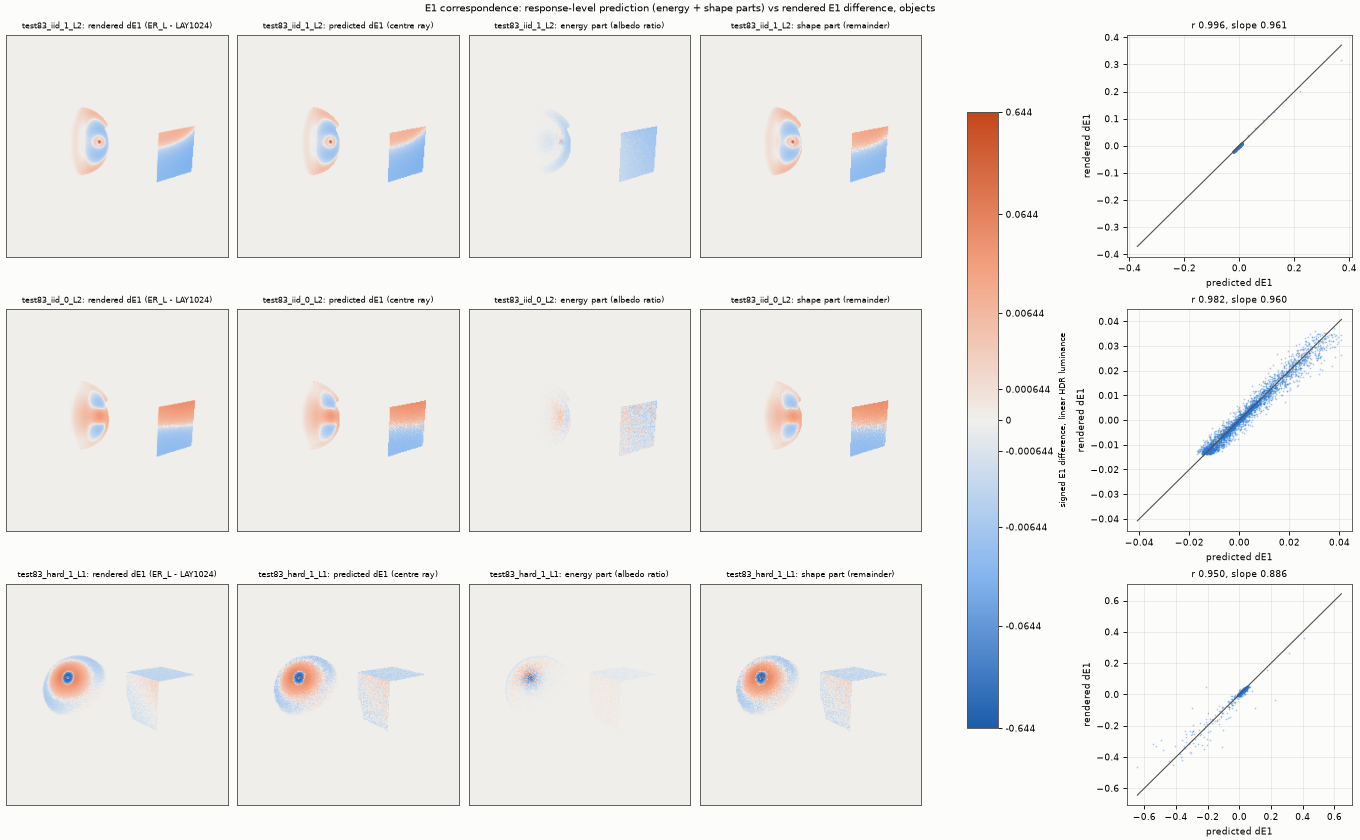 E1 correspondence: response-level prediction (energy + shape parts) vs rendered E1 difference, objects
test83_iid_1_L2: rendered dE1 (ER_L - LAY1024)
test83_iid_1_L2: predicted dE1 (centre ray)
test83_iid_1_L2: energy part (albedo ratio)
test83_iid_1_L2: shape part (remainder)
r 0.996, slope 0.961
0.4
0.3
0.2
0.1
0.0
−0.1
−0.2
−0.3
−0.4
−0.4
−0.2
0.0
0.2
0.4
predicted dE1
rendered dE1
test83_iid_0_L2: rendered dE1 (ER_L - LAY1024)
test83_iid_0_L2: predicted dE1 (centre ray)
test83_iid_0_L2: energy part (albedo ratio)
test83_iid_0_L2: shape part (remainder)
0.644
0.0644
0.00644
0.000644
0
-0.000644
-0.00644
-0.0644
-0.644
signed E1 difference, linear HDR luminance
r 0.982, slope 0.960
0.04
0.03
0.02
0.01
0.00
−0.01
−0.02
−0.03
−0.04
−0.04
−0.02
0.00
0.02
0.04
predicted dE1
rendered dE1
test83_hard_1_L1: rendered dE1 (ER_L - LAY1024)
test83_hard_1_L1: predicted dE1 (centre ray)
test83_hard_1_L1: energy part (albedo ratio)
test83_hard_1_L1: shape part (remainder)
r 0.950, slope 0.886
0.6
0.4
0.2
0.0
−0.2
−0.4
−0.6
−0.6
−0.4
−0.2
0.0
0.2
0.4
0.6
predicted dE1
rendered dE1